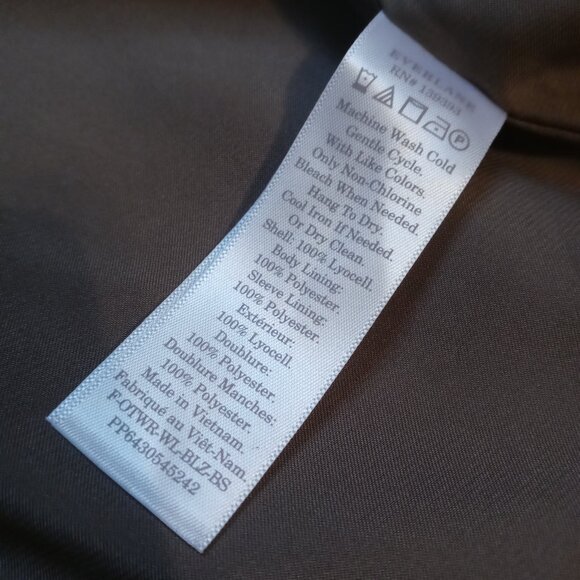 EVERLANE
RN# 139393
Machine Wash Cold
Gentle Cycle.
With Like Colors.
Only Non-Chlorine
Bleach When Needed.
Hang To Dry.
Cool Iron If Needed.
Or Dry Clean.
Shell: 100% Lyocell.
Body Lining:
100% Polyester.
Sleeve Lining:
100% Polyester.
Extérieur:
100% Lyocell.
Doublure:
100% Polyester.
Doublure Manches:
100% Polyester.
Made in Vietnam.
Fabriqué au Viêt-Nam.
F-OTWR-WL-BLZ-BS
PP6430545242